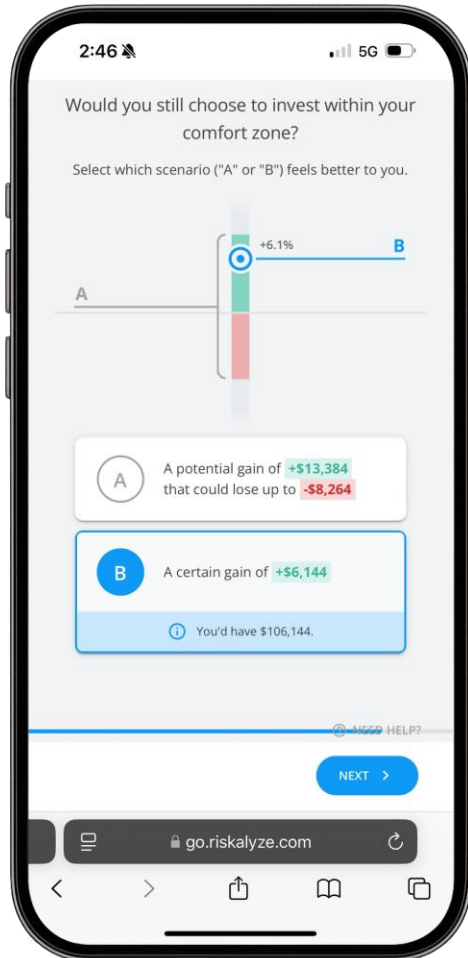 2:46
5G
Would you still choose to invest within your
comfort zone?
Select which scenario ("A" or "B") feels better to you.
+6.1%
B
A
A
A potential gain of +$13,384
that could lose up to -$8,264
B
A certain gain of +$6,144
You'd have $106,144.
NEED HELP?
NEXT
go.riskalyze.com